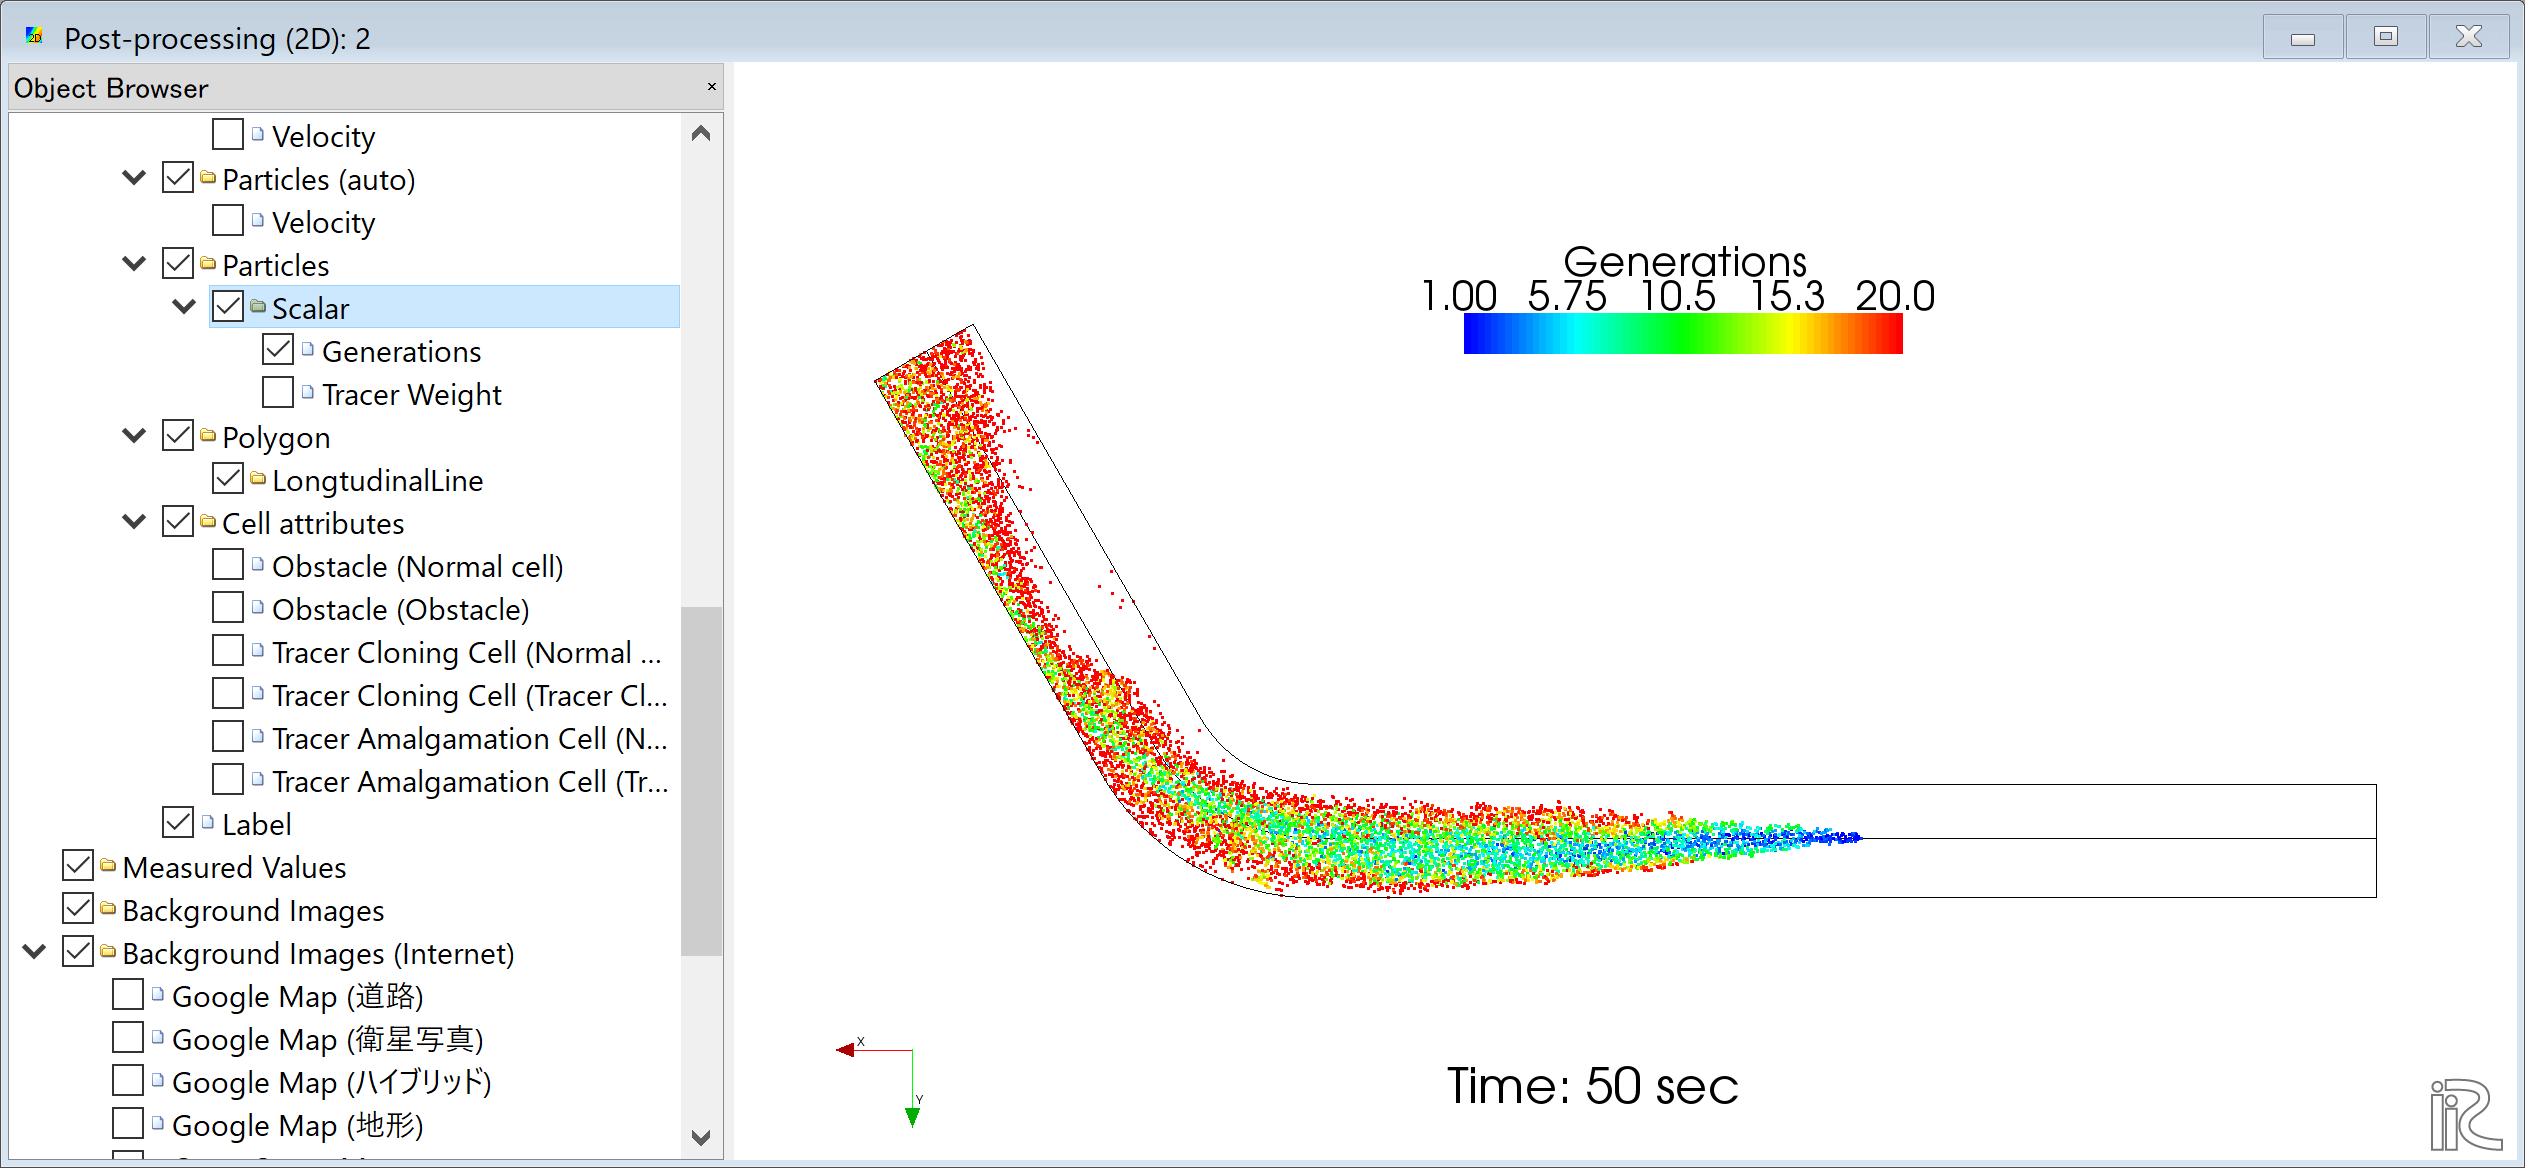 2D
Post-processing (2D): 2
Object Browser
Velocity
Particles (auto)
Velocity
Particles
Scalar
Generations
Tracer Weight
Polygon
LongtudinalLine
Cell attributes
Obstacle (Normal cell)
Obstacle (Obstacle)
Tracer Cloning Cell (Normal ...
Tracer Cloning Cell (Tracer Cl...
Tracer Amalgamation Cell (N...
Tracer Amalgamation Cell (Tr...
Label
Measured Values
Background Images
Background Images (Internet)
Google Map (道路)
Google Map (衛星写真)
Google Map (ハイブリッド)
Google Map (地形)
Generations
1.00 5.75 10.5 15.3 20.0
X
Y
Time: 50 sec
iRiC